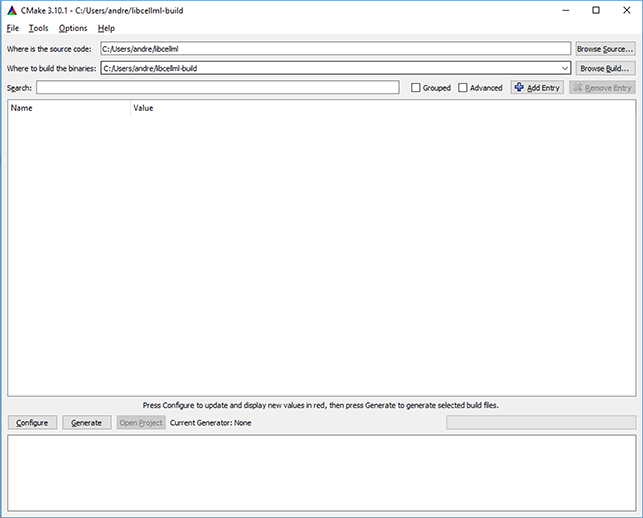 CMake 3.10.1 - C:/Users/andre/libcellml-build
File Tools Options Help
Where is the source code: C:/Users/andre/libcellml Browse Source...
Where to build the binaries: C:/Users/andre/libcellml-build Browse Build...
Search: Grouped Advanced Add Entry Remove Entry
Name Value
Press Configure to update and display new values in red, then press Generate to generate selected build files.
Configure Generate Open Project Current Generator: None